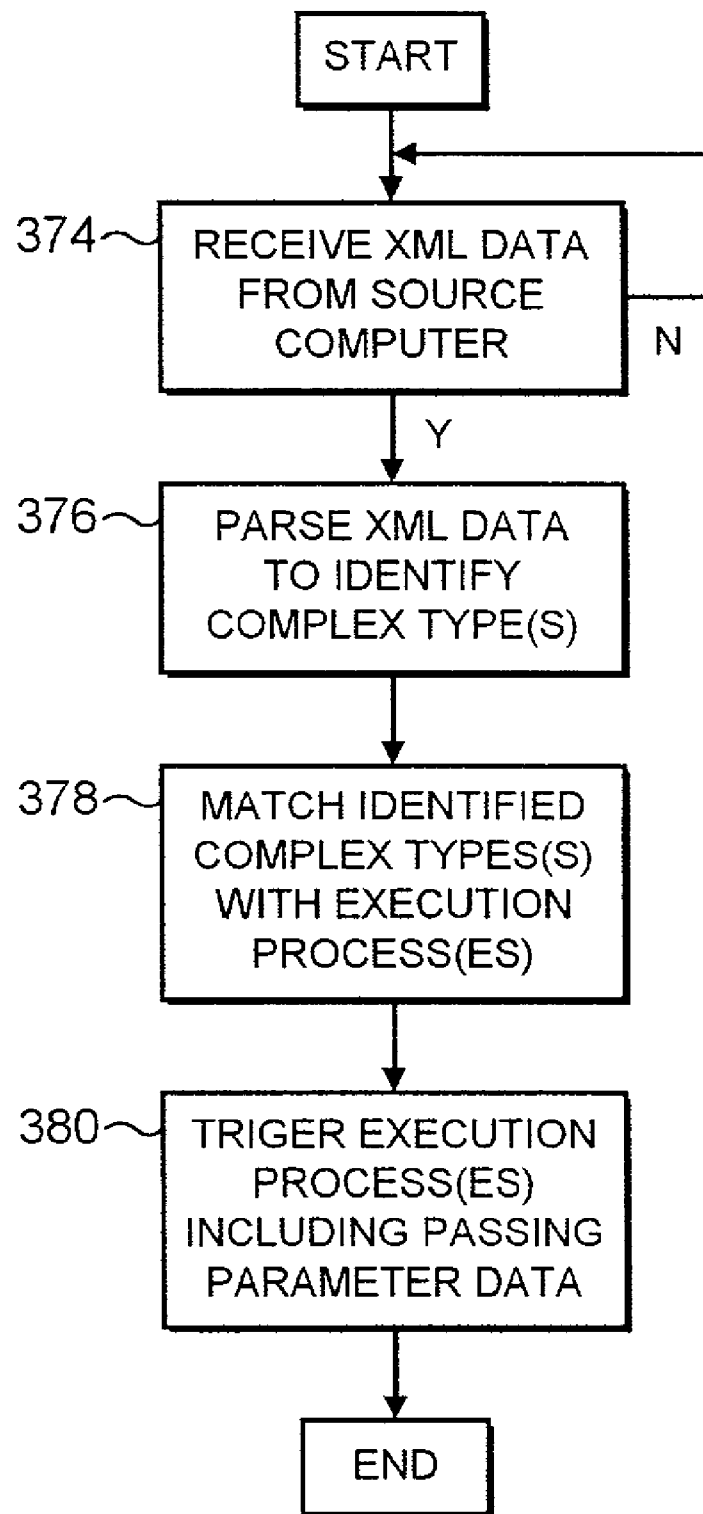 START
374
RECEIVE XML DATA
FROM SOURCE
COMPUTER
N
Y
376
PARSE XML DATA
TO IDENTIFY
COMPLEX TYPE(S)
378
MATCH IDENTIFIED
COMPLEX TYPES(S)
WITH EXECUTION
PROCESS(ES)
380
TRIGER EXECUTION
PROCESS(ES)
INCLUDING PASSING
PARAMETER DATA
END